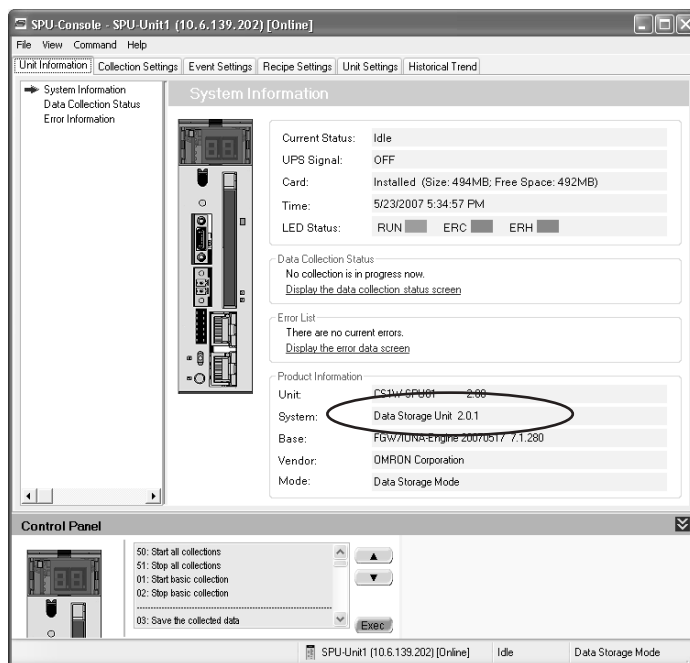 SPU-Console - SPU-Unit1 (10.6.139.202) [Online]
File View Command Help
Unit Information Collection Settings Event Settings Recipe Settings Unit Settings Historical Trend
System Information
Data Collection Status
Error Information
System Information
Current Status: Idle
UPS Signal: OFF
Card: Installed (Size: 494MB; Free Space: 492MB)
Time: 5/23/2007 5:34:57 PM
LED Status: RUN ERC ERH
Data Collection Status
No collection is in progress now.
Display the data collection status screen
Error List
There are no current errors.
Display the error data screen
Product Information
Unit: CS1W-SPU01 2.00
System: Data Storage Unit 2.0.1
Base: FGW/IUNA-Engine 20070517 7.1.280
Vendor: OMRON Corporation
Mode: Data Storage Mode
Control Panel
50: Start all collections
51: Stop all collections
01: Start basic collection
02: Stop basic collection
03: Save the collected data
Exec
SPU-Unit1 (10.6.139.202) [Online] Idle Data Storage Mode